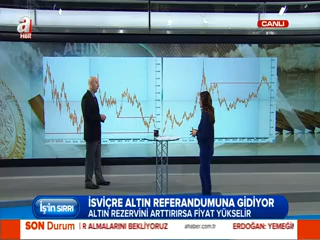 a
HBR
CANLI
ALTIN
İş'in SIRRI
İSVİÇRE ALTIN REFERANDUMUNA GİDİYOR
ALTIN REZERVİNİ ARTTIRIRSA FİYAT YÜKSELİR
SON Durum
R ALMALARINI BEKLİYORUZ
ahaber.com.tr
ERDOĞAN: YEMEĞİM